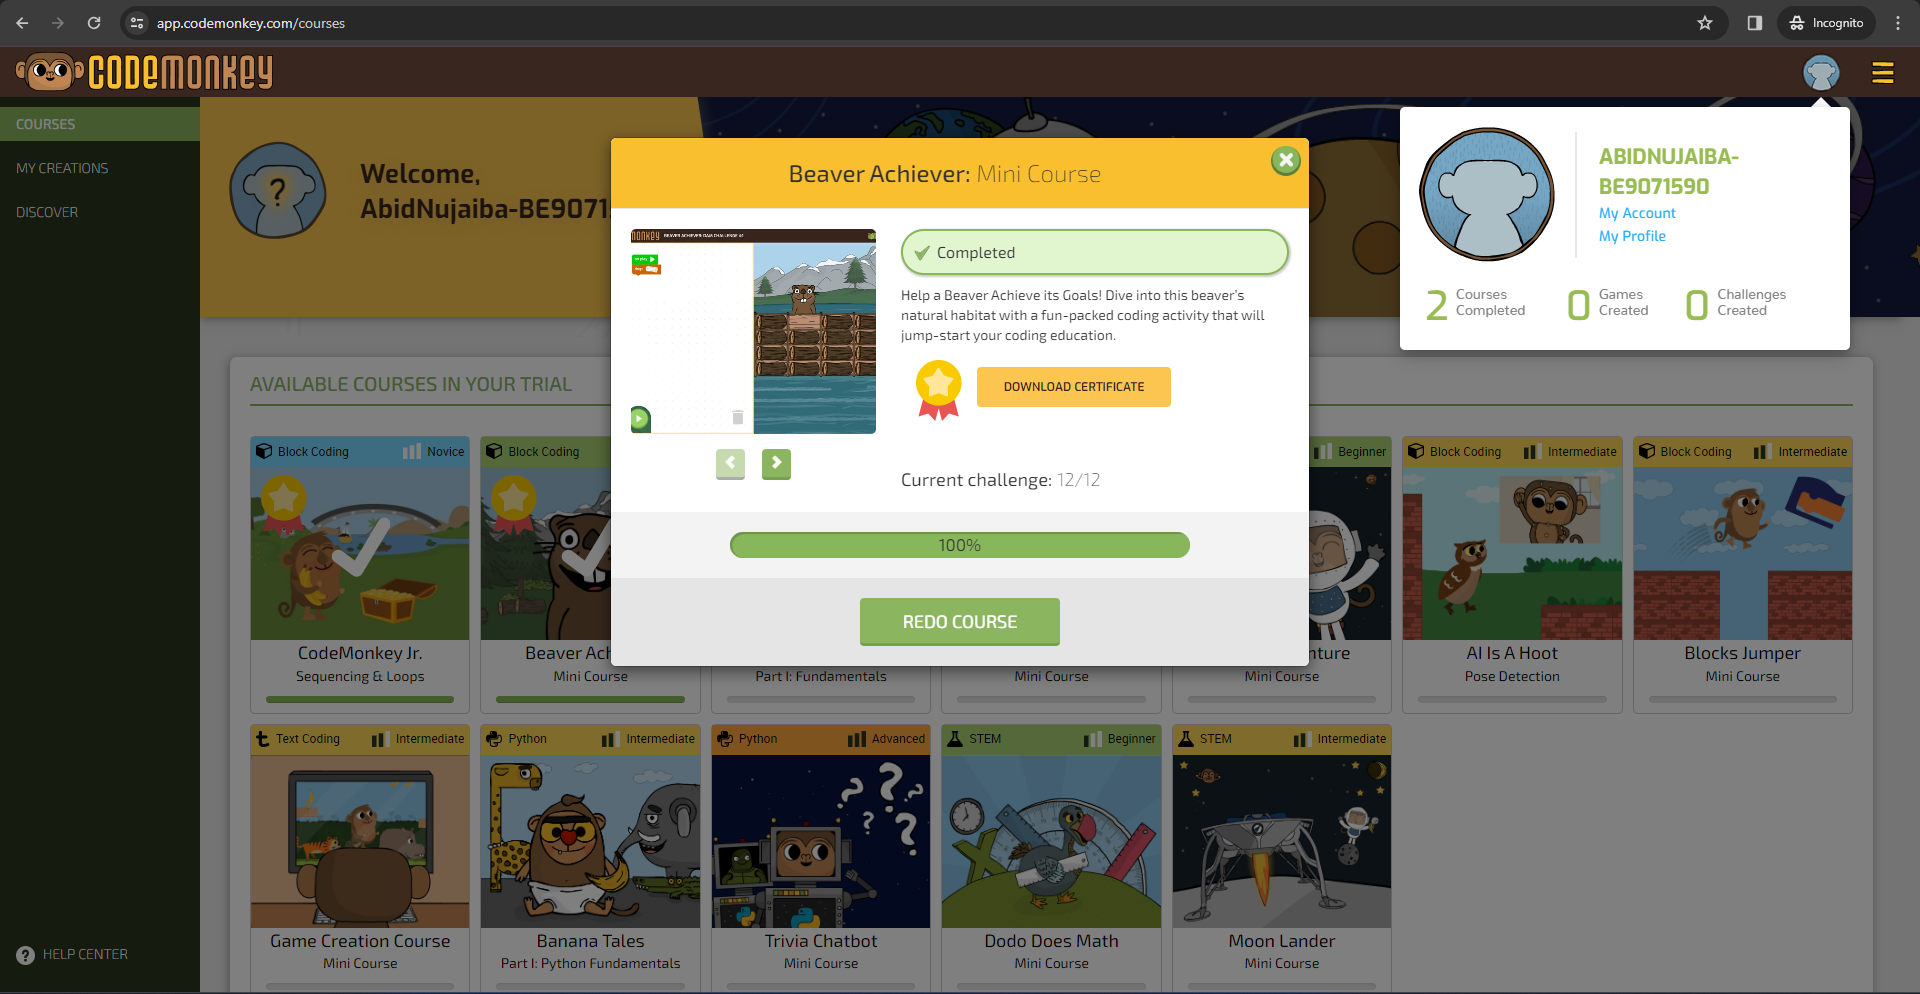 app.codemonkey.com/courses
Incognito
CODEMONKEY
COURSES
MY CREATIONS
DISCOVER
HELP CENTER
Welcome,
AbidNujaiba-BE9071
Beaver Achiever: Mini Course
Completed
Help a Beaver Achieve its Goals! Dive into this beaver's
natural habitat with a fun-packed coding activity that will
jump-start your coding education.
DOWNLOAD CERTIFICATE
Current challenge: 12/12
100%
REDO COURSE
ABIDNUJAIBA-
BE9071590
My Account
My Profile
2 Courses Completed
0 Games Created
0 Challenges Created
AVAILABLE COURSES IN YOUR TRIAL
Block Coding Novice
CodeMonkey Jr.
Sequencing & Loops
Block Coding
Beaver Ach
Mini Course
Part I: Fundamentals
Mini Course
Beginner
nture
Mini Course
Block Coding Intermediate
AI Is A Hoot
Pose Detection
Block Coding Intermediate
Blocks Jumper
Mini Course
Text Coding Intermediate
Game Creation Course
Mini Course
Python Intermediate
Banana Tales
Part I: Python Fundamentals
Python Advanced
Trivia Chatbot
Mini Course
STEM Beginner
Dodo Does Math
Mini Course
STEM Intermediate
Moon Lander
Mini Course